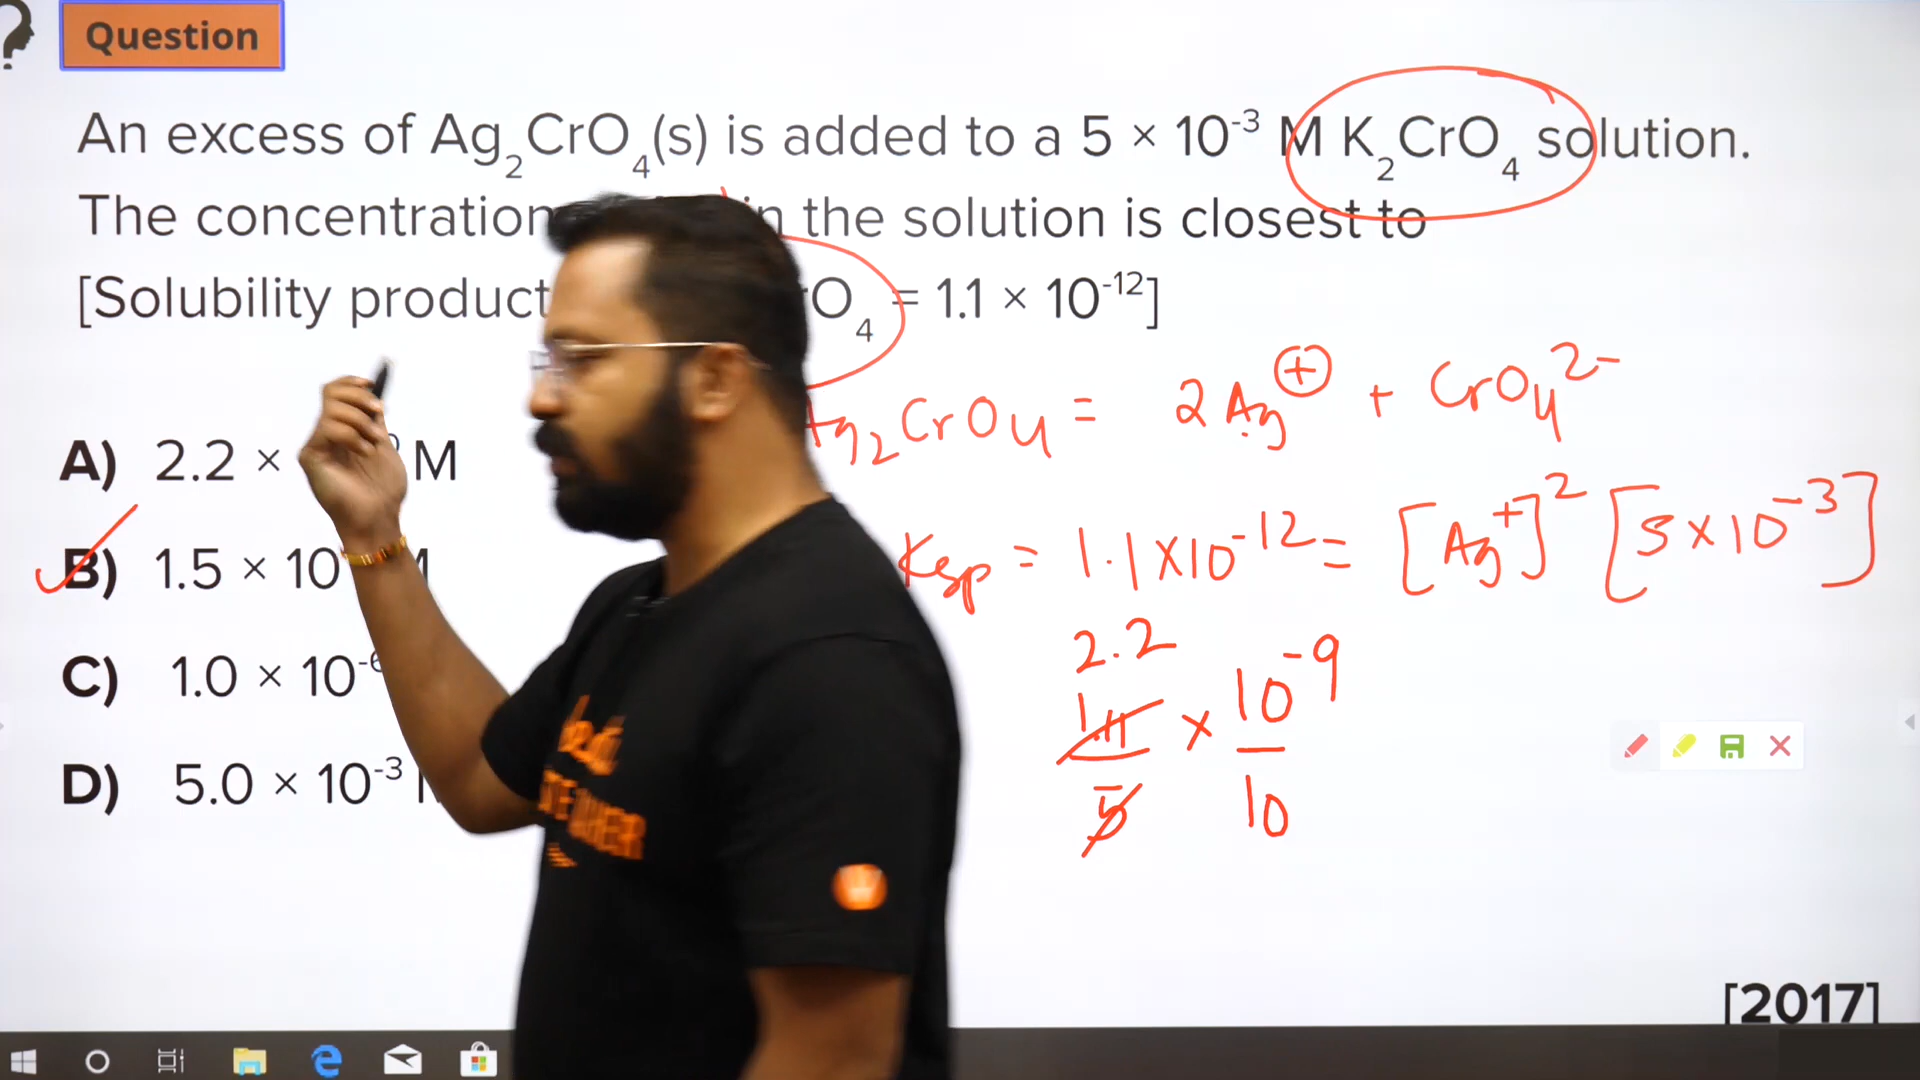 Question
An excess of Ag₂CrO₄(s) is added to a 5 × 10⁻³ M K₂CrO₄ solution.
The concentration in the solution is closest to
[Solubility product O₄ = 1.1 × 10⁻¹²]
Ag₂CrO₄ = 2Ag⁺ + CrO₄²⁻
A) 2.2 × M
Ksp = 1.1 × 10⁻¹² = [Ag⁺]² [5 × 10⁻³]
B) 1.5 × 10
2.2
C) 1.0 × 10⁻⁶
1.1 × 10⁻⁹
D) 5.0 × 10⁻³
5 10
[2017]